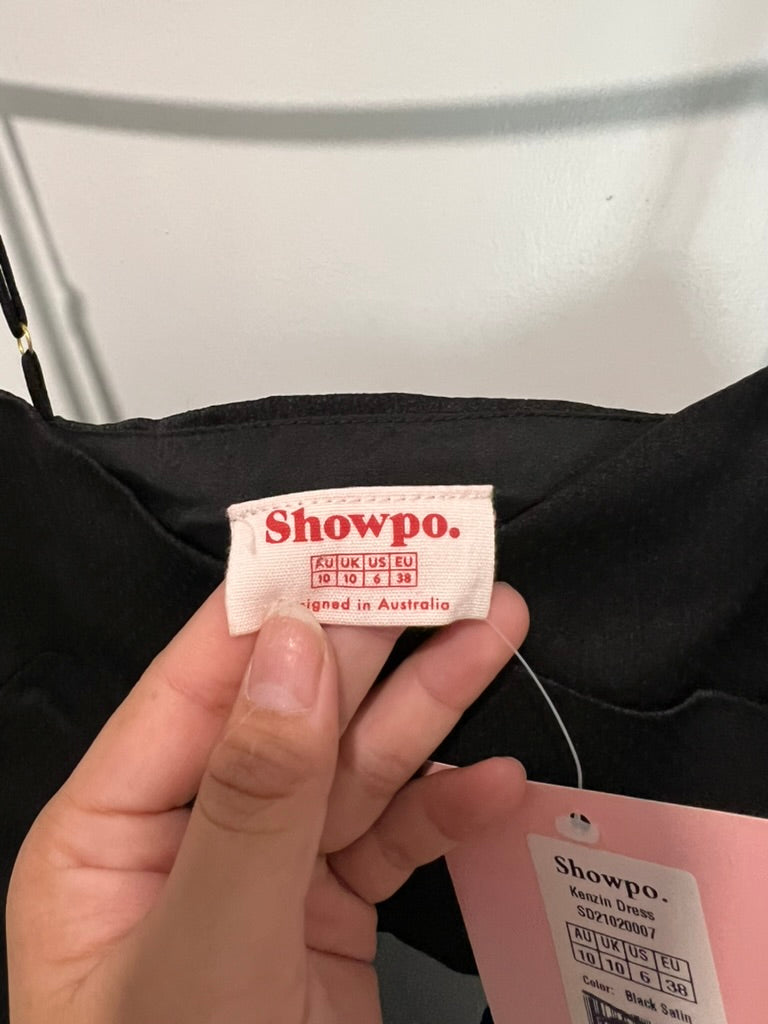 Showpo.
AU UK US EU
10 10 6 38
igned in Australia
Showpo.
Kenzin Dress
SD21020007
AU UK US EU
10 10 6 38
Color: Black Satin